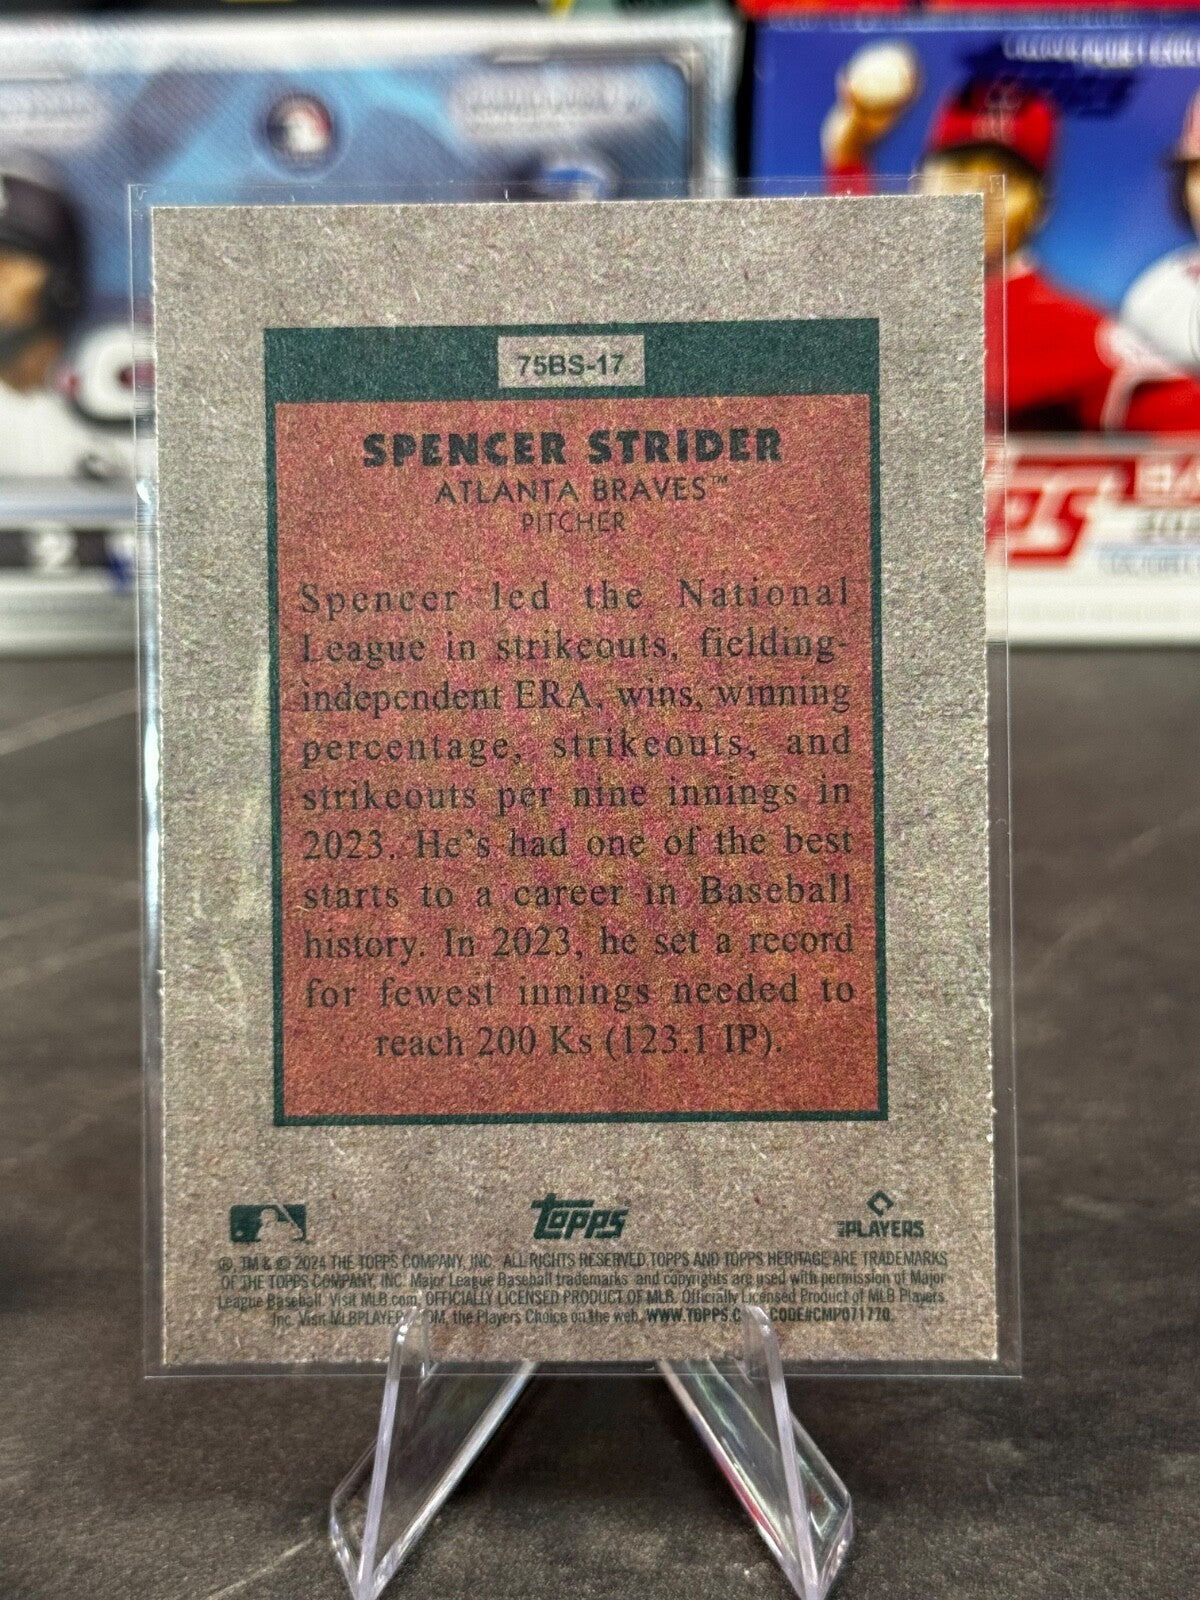 75BS-17
SPENCER STRIDER
ATLANTA BRAVES™
PITCHER
Spencer led the National
League in strikeouts, fielding-
independent ERA, wins, winning
percentage, strikeouts, and
strikeouts per nine innings in
2023. He's had one of the best
starts to a career in Baseball
history. In 2023, he set a record
for fewest innings needed to
reach 200 Ks (123.1 IP).
Topps
PLAYERS
®, TM & © 2024 THE TOPPS COMPANY, INC. ALL RIGHTS RESERVED. TOPPS AND TOPPS HERITAGE ARE TRADEMARKS
OF THE TOPPS COMPANY, INC. Major League Baseball trademarks and copyrights are used with permission of Major
League Baseball. Visit MLB.com. OFFICIALLY LICENSED PRODUCT OF MLB. Officially Licensed Product of MLB Players
Inc. Visit MLBPLAYER OM, the Players Choice on the web. WWW.TOPPS.C CODE#CMP071770